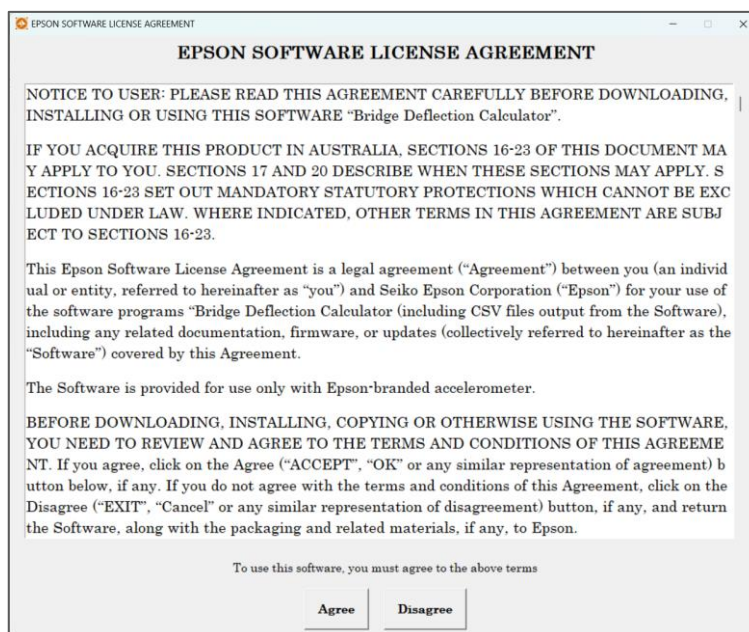 EPSON SOFTWARE LICENSE AGREEMENT
EPSON SOFTWARE LICENSE AGREEMENT
NOTICE TO USER: PLEASE READ THIS AGREEMENT CAREFULLY BEFORE DOWNLOADING,
INSTALLING OR USING THIS SOFTWARE “Bridge Deflection Calculator”.
IF YOU ACQUIRE THIS PRODUCT IN AUSTRALIA, SECTIONS 16-23 OF THIS DOCUMENT MA
Y APPLY TO YOU. SECTIONS 17 AND 20 DESCRIBE WHEN THESE SECTIONS MAY APPLY. S
ECTIONS 16-23 SET OUT MANDATORY STATUTORY PROTECTIONS WHICH CANNOT BE EXC
LUDED UNDER LAW. WHERE INDICATED, OTHER TERMS IN THIS AGREEMENT ARE SUBJ
ECT TO SECTIONS 16-23.
This Epson Software License Agreement is a legal agreement (“Agreement”) between you (an individ
ual or entity, referred to hereinafter as “you”) and Seiko Epson Corporation (“Epson”) for your use of
the software programs “Bridge Deflection Calculator (including CSV files output from the Software),
including any related documentation, firmware, or updates (collectively referred to hereinafter as the
“Software”) covered by this Agreement.
The Software is provided for use only with Epson-branded accelerometer.
BEFORE DOWNLOADING, INSTALLING, COPYING OR OTHERWISE USING THE SOFTWARE,
YOU NEED TO REVIEW AND AGREE TO THE TERMS AND CONDITIONS OF THIS AGREEME
NT. If you agree, click on the Agree (“ACCEPT”, “OK” or any similar representation of agreement) b
utton below, if any. If you do not agree with the terms and conditions of this Agreement, click on the
Disagree (“EXIT”, “Cancel” or any similar representation of disagreement) button, if any, and return
the Software, along with the packaging and related materials, if any, to Epson.
To use this software, you must agree to the above terms
Agree Disagree